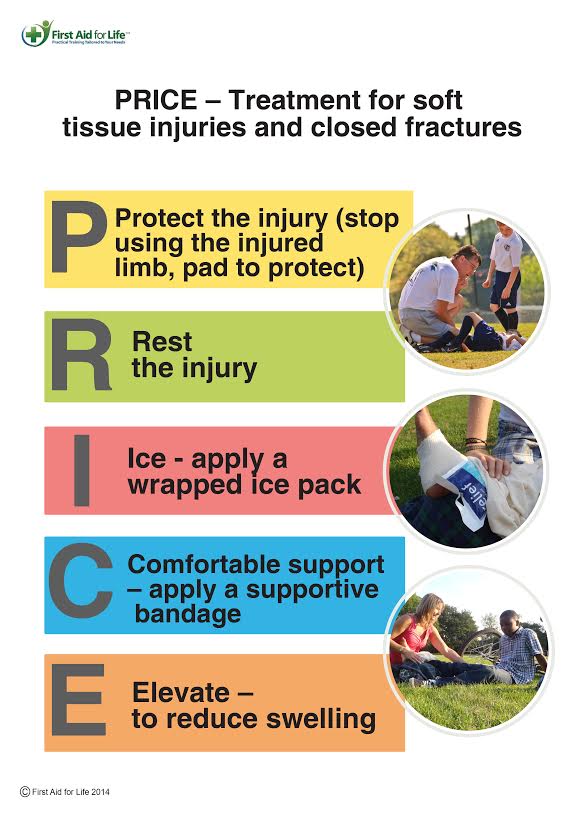 First Aid for Life™
Practical Training Tailored to Your Needs
PRICE – Treatment for soft
tissue injuries and closed fractures
P
Protect the injury (stop
using the injured
limb, pad to protect)
R
Rest
the injury
I
Ice - apply a
wrapped ice pack
elief
C
Comfortable support
– apply a supportive
bandage
E
Elevate –
to reduce swelling
© First Aid for Life 2014